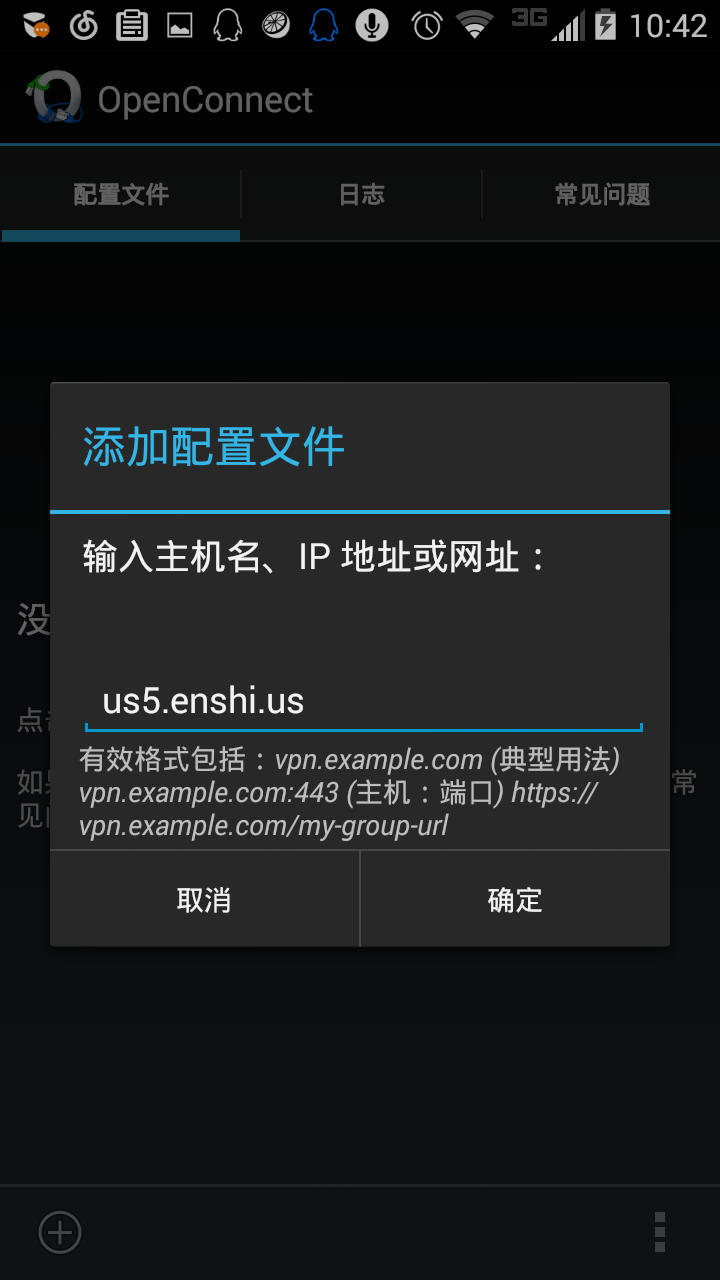 3G 10:42
OpenConnect
配置文件 日志 常见问题
添加配置文件
输入主机名、IP 地址或网址：
没
us5.enshi.us
点
有效格式包括：vpn.example.com (典型用法)
如 常
vpn.example.com:443 (主机：端口) https://
见
vpn.example.com/my-group-url
取消 确定